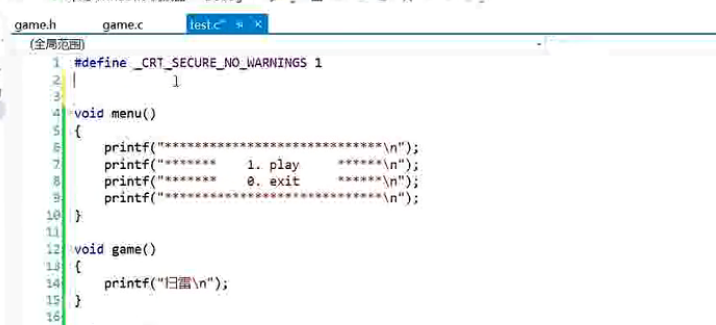 game.h game.c test.c*
(全局范围)
1 #define _CRT_SECURE_NO_WARNINGS 1
2
3
4 void menu()
5 {
6 printf("*****************************\n");
7 printf("******* 1. play ******\n");
8 printf("******* 0. exit ******\n");
9 printf("*****************************\n");
10 }
11
12 void game()
13 {
14 printf("扫雷\n");
15 }
16